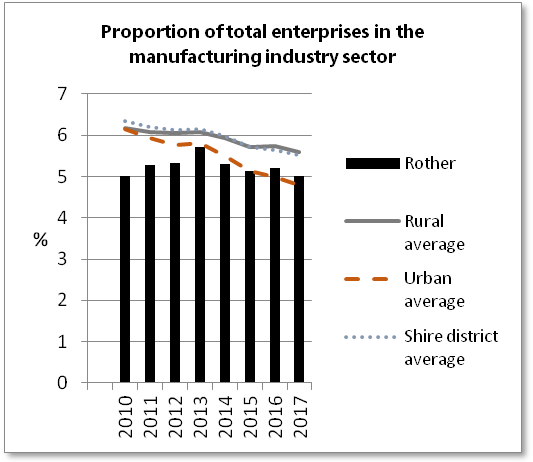 Proportion of total enterprises in the
manufacturing industry sector
7
6
5
4
3
2
1
0
%
2010
2011
2012
2013
2014
2015
2016
2017
Rother
Rural
average
Urban
average
Shire district
average